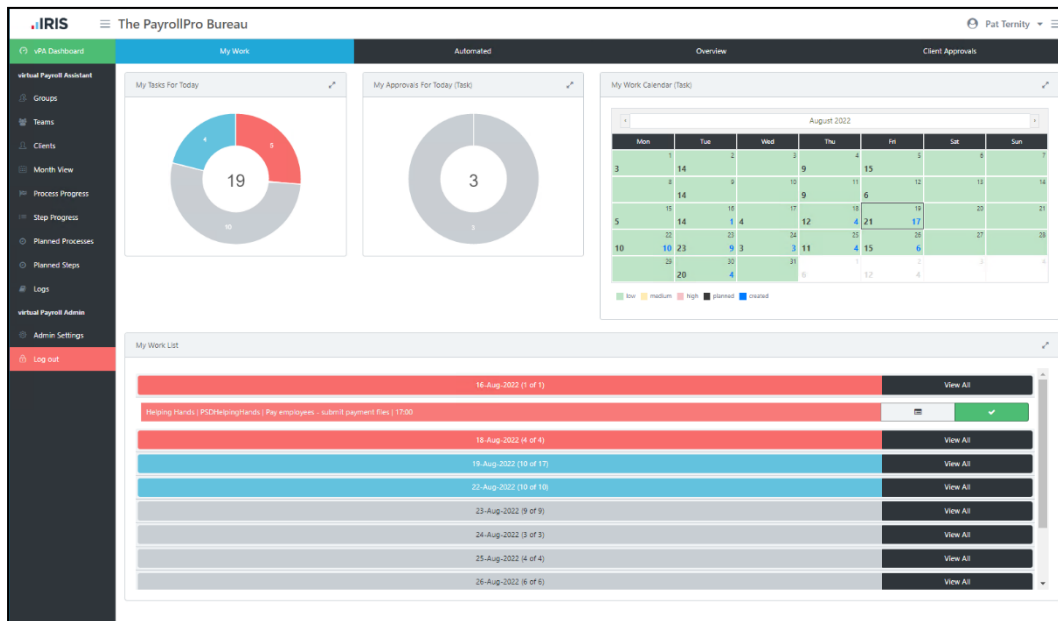 IRIS The PayrollPro Bureau Pat Ternity
vPA Dashboard My Work Automated Overview Client Approvals
virtual Payroll Assistant
Groups
Teams
Clients
Month View
Process Progress
Step Progress
Planned Processes
Planned Steps
Logs
virtual Payroll Admin
Admin Settings
Log out
My Tasks For Today
4
5
19
10
My Approvals For Today (Task)
3
3
My Work Calendar (Task)
August 2022
Mon Tue Wed Thu Fri Sat Sun
1 2 3 4 5 6 7
3 14 9 15
8 9 10 11 12 13 14
14 9 6
15 16 17 18 19 20 21
5 14 1 4 12 4 21 17
22 23 24 25 26 27 28
10 10 23 9 3 3 11 4 15 6
29 30 31 1 2 3 4
20 4 12 4
low medium high planned created
My Work List
16-Aug-2022 (1 of 1) View All
Helping Hands | PSDHelpingHands | Pay employees - submit payment files | 17:00
18-Aug-2022 (4 of 4) View All
19-Aug-2022 (10 of 17) View All
22-Aug-2022 (10 of 10) View All
23-Aug-2022 (9 of 9) View All
24-Aug-2022 (3 of 3) View All
25-Aug-2022 (4 of 4) View All
26-Aug-2022 (6 of 6) View All